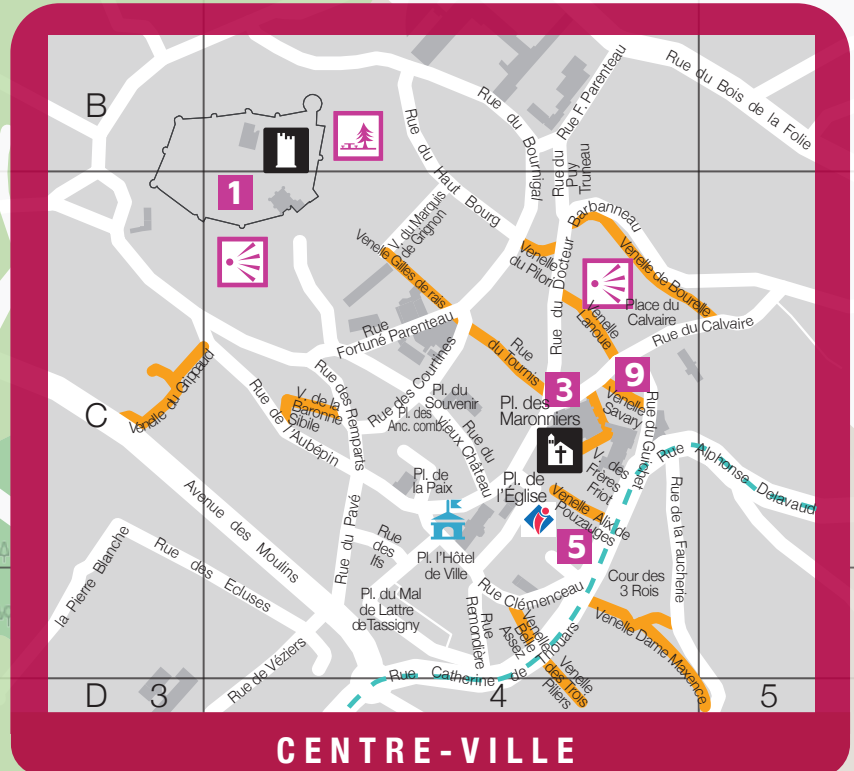 B
Rue du Bois de la Folie
Rue F. Parenteau
Rue du Bournigal
Rue du
Puy
Truneau
Rue du Haut Bourg
1
V. du Marquis
de Grignon
Venelle Gilles de rais
Barbanneau
Venelle
du Pilori
Venelle de Bourelle
Rue du Docteur
Venelle
Lanoue
Place du
Calvaire
Rue du Calvaire
Rue
Fortuné Parenteau
Rue
du Tournis
Venelle du Grippaud
C
V. de la
Baronne
Sibile
Rue de l'Aubépin
Rue des Remparts
Rue des Courtines
Pl. du
Souvenir
Pl. des
Anc. comb.
Rue du
Vieux Château
Pl. des
Maronniers
3
9
Venelle
Savary
Rue du Guichet
V. des
Frères
Friot
Rue Alphonse Delavaud
Pl. de
la Paix
Pl. de
l'Église
Venelle Aix de
Pouzauges
5
Rue de la Faucherie
Avenue des Moulins
Rue du Pavé
Rue
des
Ifs
Pl. l'Hôtel
de Ville
la Pierre Blanche
Rue des Ecluses
Pl. du Mal
de Lattre
de Tassigny
Rue Clémenceau
Cour des
3 Rois
Rue
Remondière
Venelle
Belle
Assez
Venelle Dame Maxence
Rue de Véziers
Rue Catherine de Thouars
Venelle
des Trois
Piliers
D 3 4 5
CENTRE-VILLE